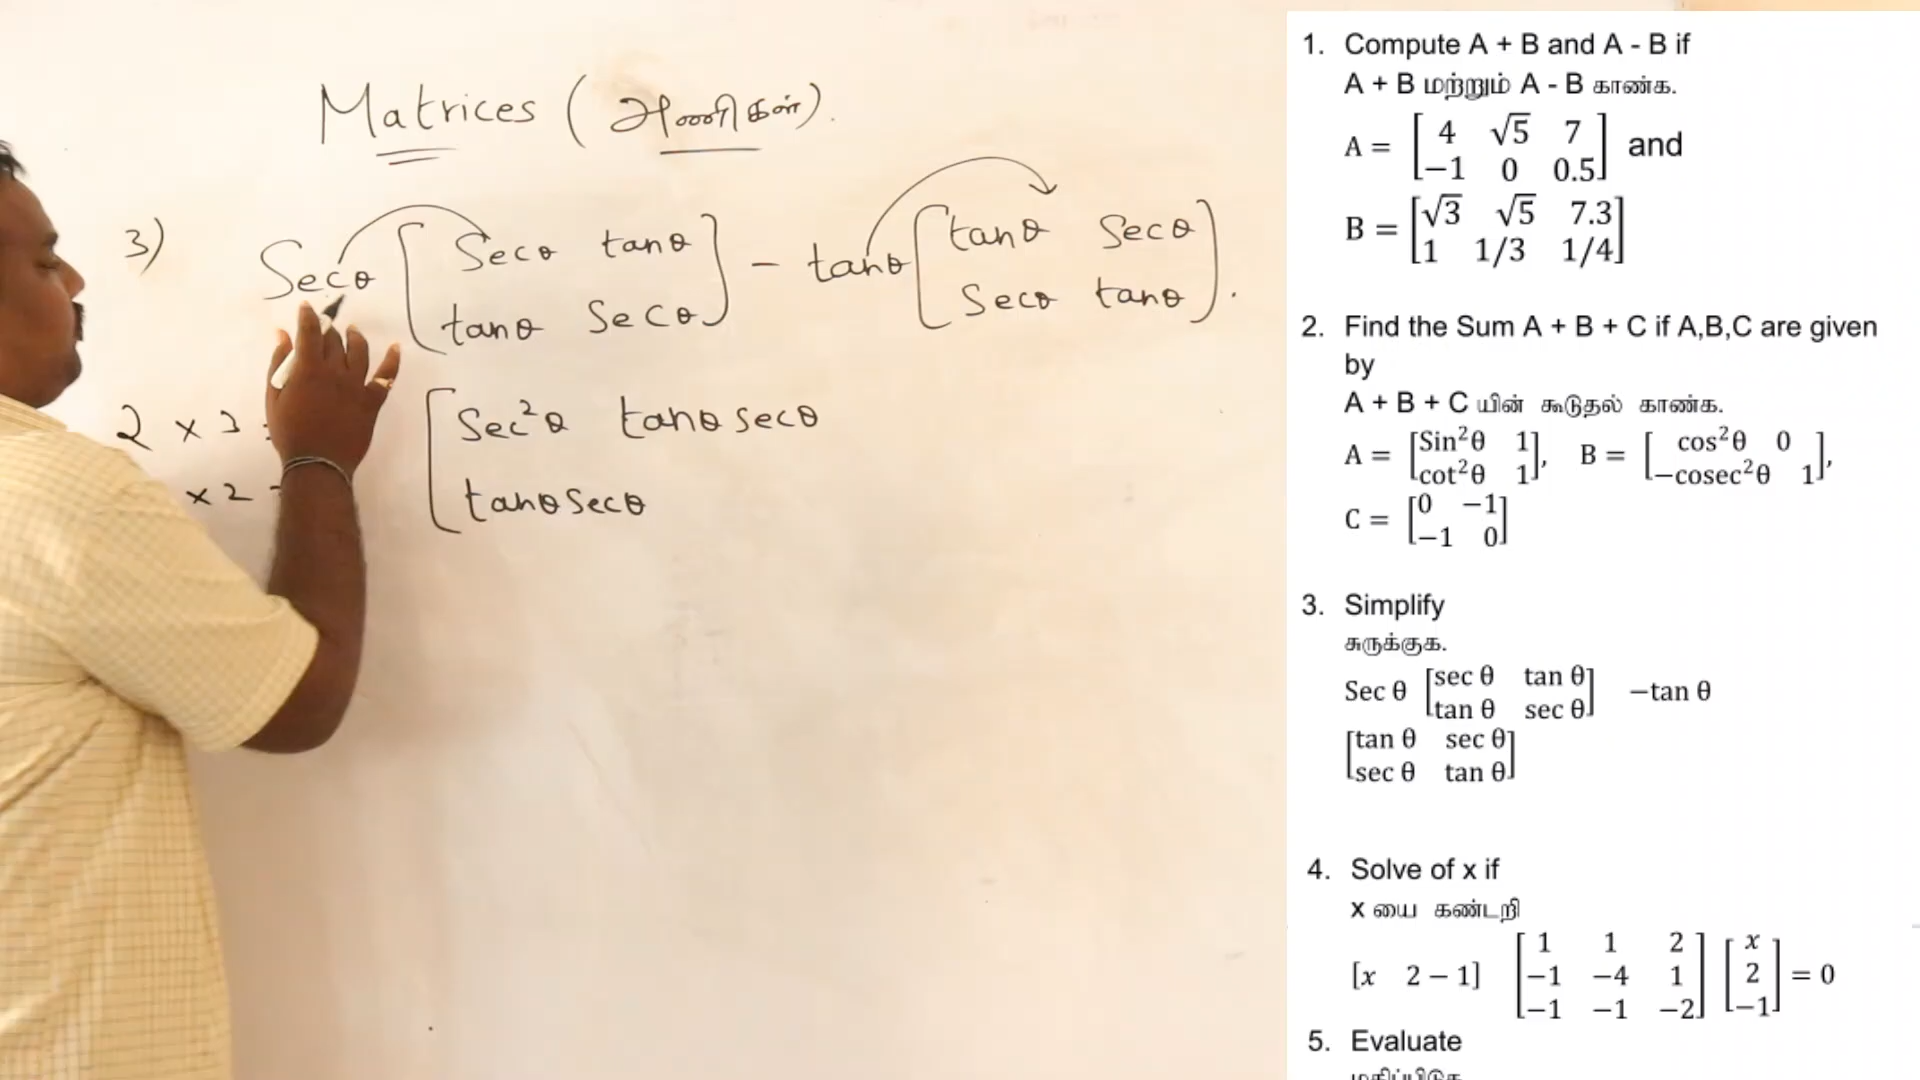 Matrices (அணிகள்).
3) Secθ [ Secθ tanθ ] - tanθ [ tanθ Secθ ] .
[ tanθ Secθ ] [ Secθ tanθ ]
2 x 3 :
x 2 -
[ Sec²θ tanθ secθ
tanθ secθ
1. Compute A + B and A - B if
A + B மற்றும் A - B காண்க.
A = [ 4 √5 7 ] and
[ −1 0 0.5 ]
B = [ √3 √5 7.3 ]
[ 1 1/3 1/4 ]
2. Find the Sum A + B + C if A,B,C are given
by
A + B + C யின் கூடுதல் காண்க.
A = [ Sin²θ 1 ], B = [ cos²θ 0 ],
[ cot²θ 1 ] [ −cosec²θ 1 ]
C = [ 0 −1 ]
[ −1 0 ]
3. Simplify
சுருக்குக.
Sec θ [ sec θ tan θ ] −tan θ
[ tan θ sec θ ]
[ tan θ sec θ ]
[ sec θ tan θ ]
4. Solve of x if
x யை கண்டறி
[ 1 1 2 ] [ x ]
[x 2 − 1] [ −1 −4 1 ] [ 2 ] = 0
[ −1 −1 −2 ] [ −1 ]
5. Evaluate